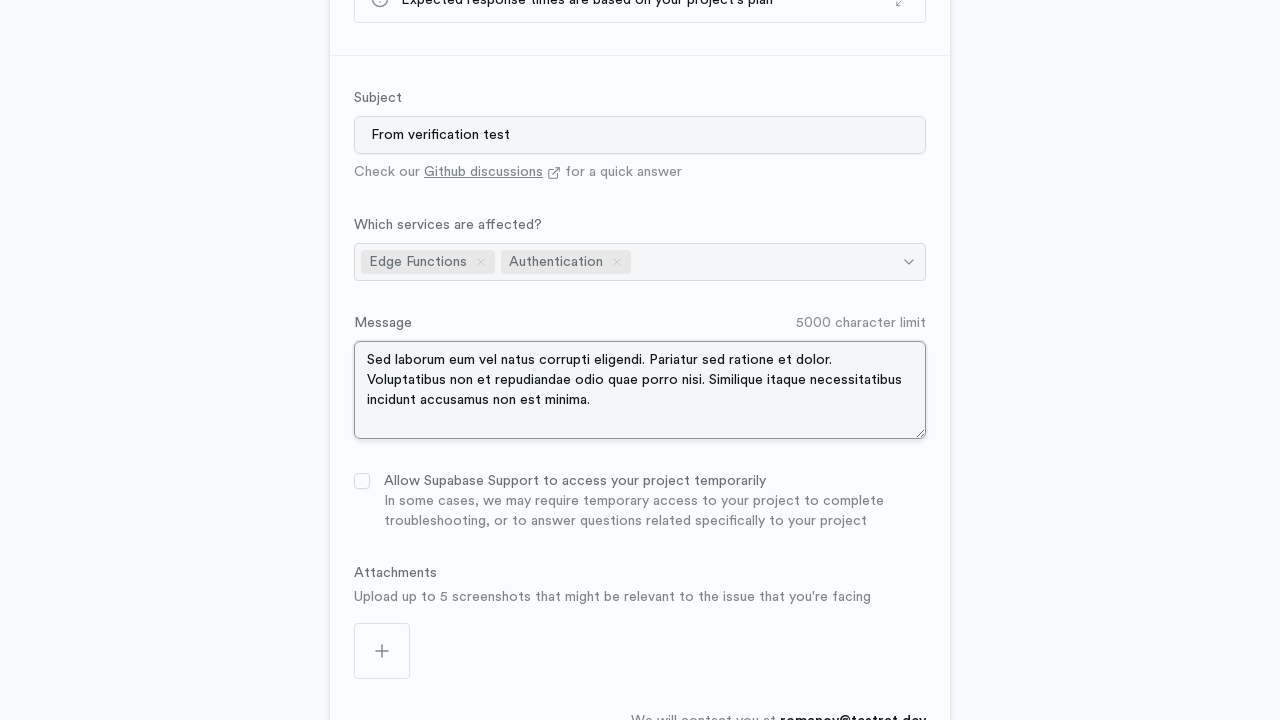 Expected response times are based on your project's plan
Subject
From verification test
Check our Github discussions for a quick answer
Which services are affected?
Edge Functions Authentication
Message 5000 character limit
Sed laborum eum vel natus corrupti eligendi. Pariatur sed ratione et dolor.
Voluptatibus non et repudiandae odio quae porro nisi. Similique itaque necessitatibus
incidunt accusamus non est minima.
Allow Supabase Support to access your project temporarily
In some cases, we may require temporary access to your project to complete
troubleshooting, or to answer questions related specifically to your project
Attachments
Upload up to 5 screenshots that might be relevant to the issue that you're facing
We will contact you at romanov@testrot.dev